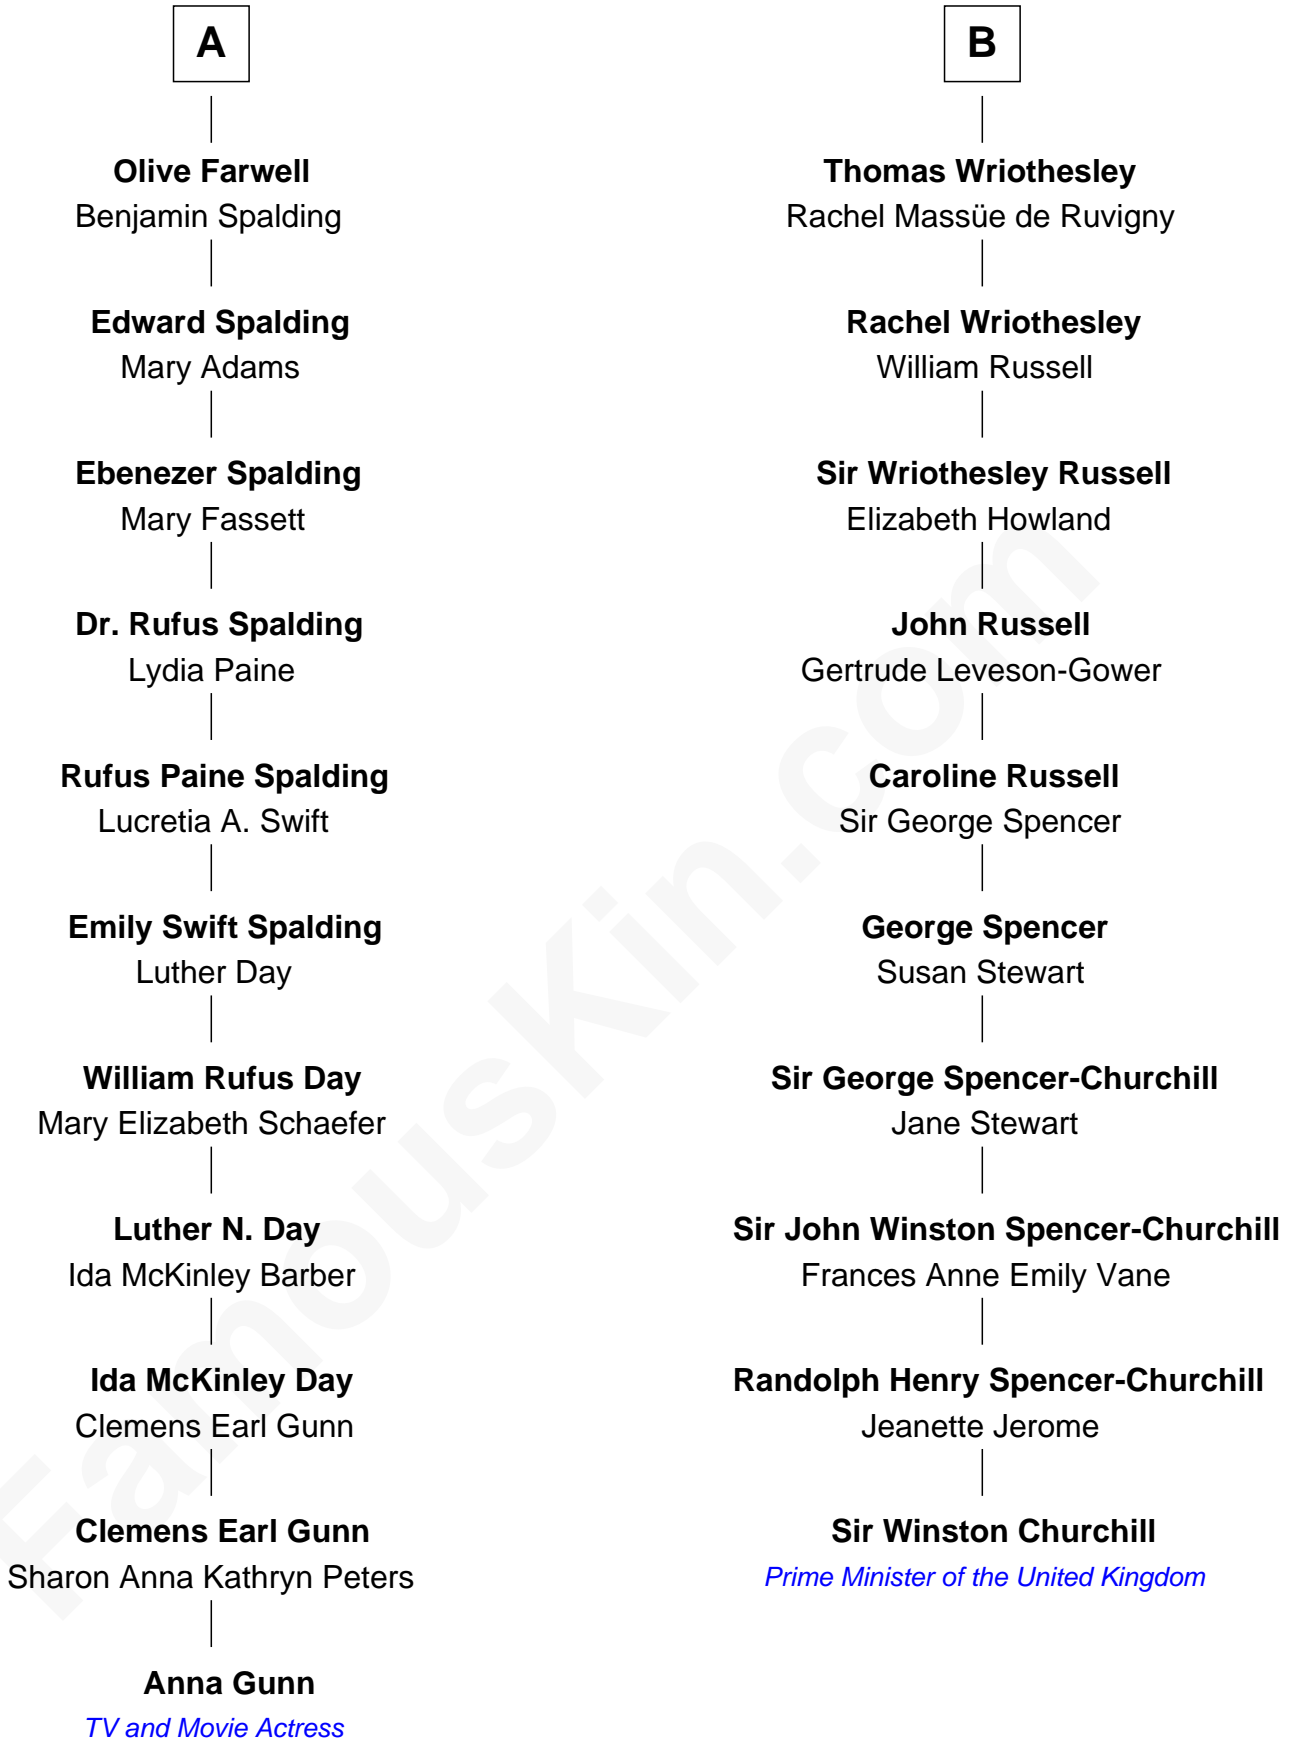 A
Olive Farwell
Benjamin Spalding
Edward Spalding
Mary Adams
Ebenezer Spalding
Mary Fassett
Dr. Rufus Spalding
Lydia Paine
Rufus Paine Spalding
Lucretia A. Swift
Emily Swift Spalding
Luther Day
William Rufus Day
Mary Elizabeth Schaefer
Luther N. Day
Ida McKinley Barber
Ida McKinley Day
Clemens Earl Gunn
Clemens Earl Gunn
Sharon Anna Kathryn Peters
Anna Gunn
TV and Movie Actress
B
Thomas Wriothesley
Rachel Massüe de Ruvigny
Rachel Wriothesley
William Russell
Sir Wriothesley Russell
Elizabeth Howland
John Russell
Gertrude Leveson-Gower
Caroline Russell
Sir George Spencer
George Spencer
Susan Stewart
Sir George Spencer-Churchill
Jane Stewart
Sir John Winston Spencer-Churchill
Frances Anne Emily Vane
Randolph Henry Spencer-Churchill
Jeanette Jerome
Sir Winston Churchill
Prime Minister of the United Kingdom
FamousKin.com